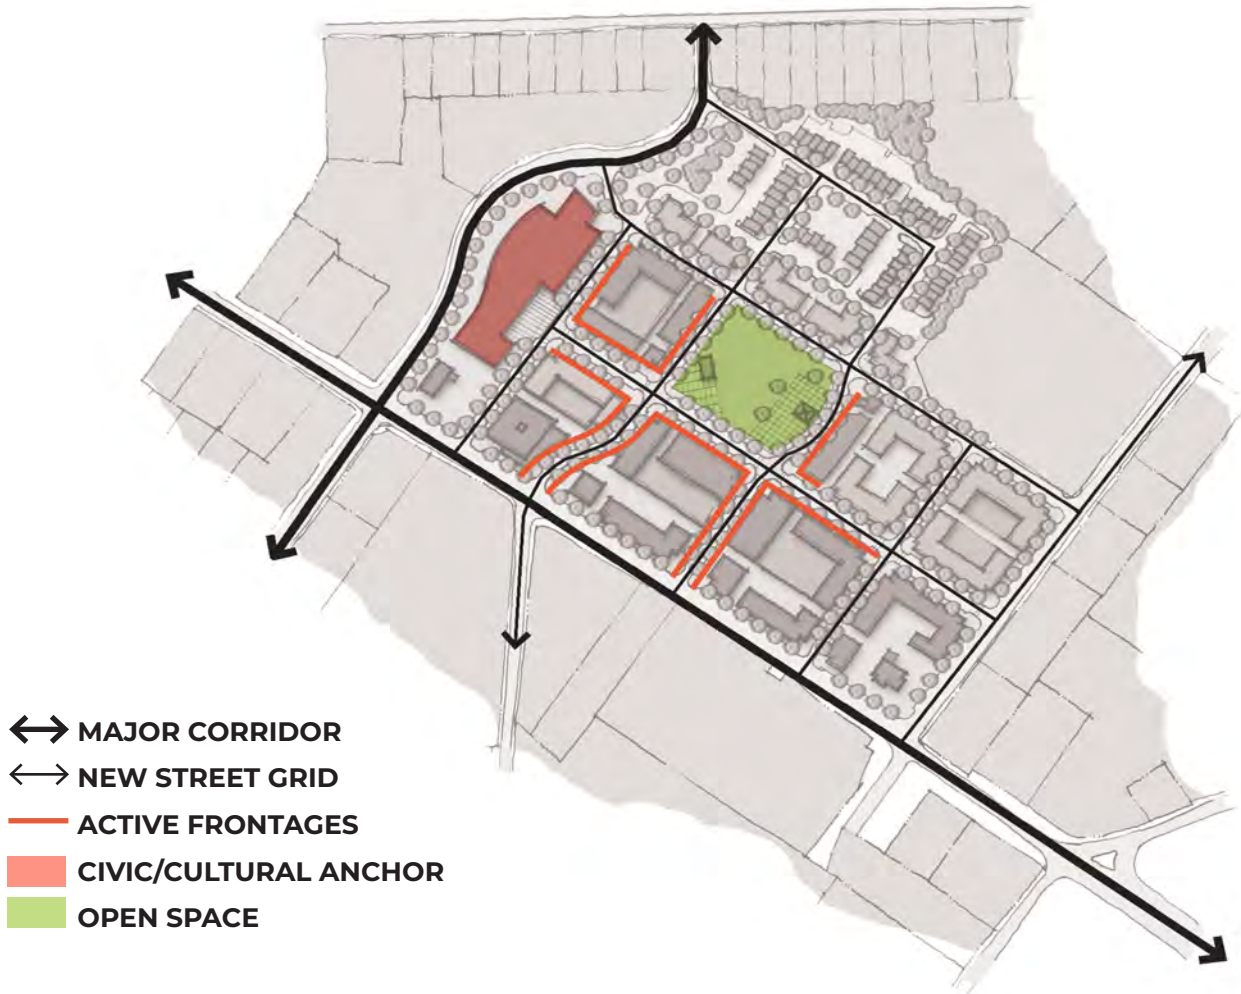 MAJOR CORRIDOR
NEW STREET GRID
ACTIVE FRONTAGES
CIVIC/CULTURAL ANCHOR
OPEN SPACE